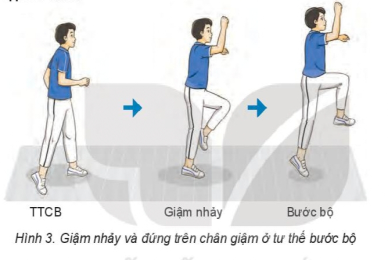 TTCB
Giậm nhảy
Bước bộ
Hình 3. Giậm nhảy và đứng trên chân giậm ở tư thế bước bộ